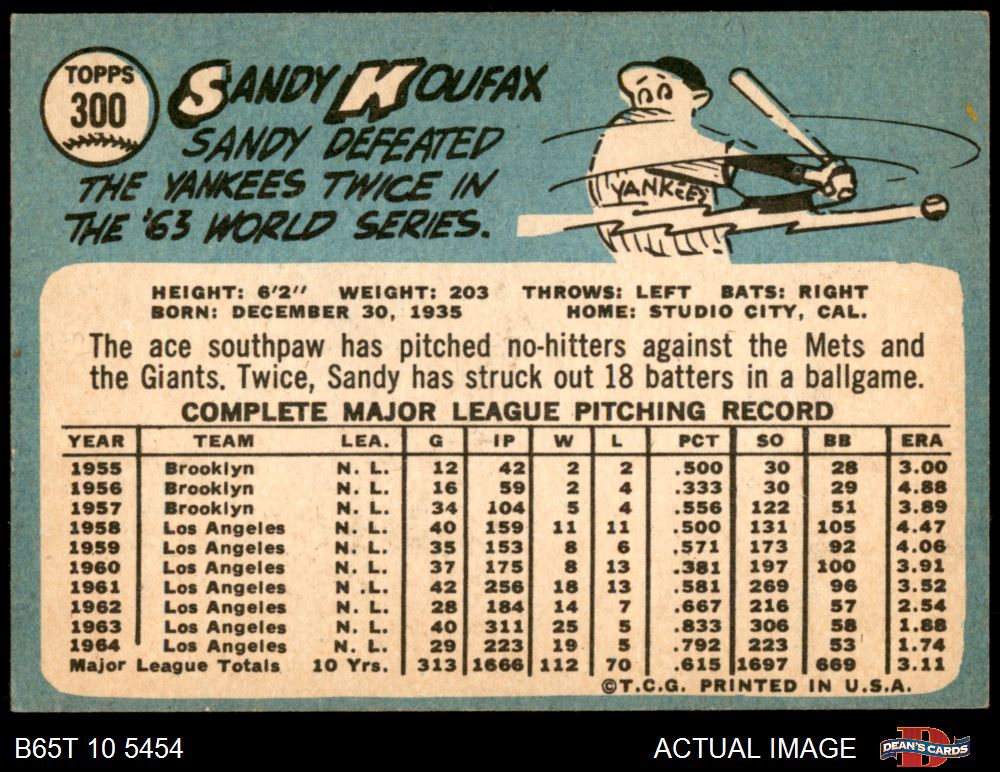 TOPPS
300
SANDY KOUFAX
SANDY DEFEATED
THE YANKEES TWICE IN
THE '63 WORLD SERIES.
YANKEES
HEIGHT: 6'2" WEIGHT: 203 THROWS: LEFT BATS: RIGHT
BORN: DECEMBER 30, 1935 HOME: STUDIO CITY, CAL.
The ace southpaw has pitched no-hitters against the Mets and
the Giants. Twice, Sandy has struck out 18 batters in a ballgame.
COMPLETE MAJOR LEAGUE PITCHING RECORD
YEAR TEAM LEA. G IP W L PCT SO BB ERA
1955 Brooklyn N. L. 12 42 2 2 .500 30 28 3.00
1956 Brooklyn N. L. 16 59 2 4 .333 30 29 4.88
1957 Brooklyn N. L. 34 104 5 4 .556 122 51 3.89
1958 Los Angeles N. L. 40 159 11 11 .500 131 105 4.47
1959 Los Angeles N. L. 35 153 8 6 .571 173 92 4.06
1960 Los Angeles N. L. 37 175 8 13 .381 197 100 3.91
1961 Los Angeles N .L. 42 256 18 13 .581 269 96 3.52
1962 Los Angeles N. L. 28 184 14 7 .667 216 57 2.54
1963 Los Angeles N. L. 40 311 25 5 .833 306 58 1.88
1964 Los Angeles N. L. 29 223 19 5 .792 223 53 1.74
Major League Totals 10 Yrs. 313 1666 112 70 .615 1697 669 3.11
©T.C.G. PRINTED IN U.S.A.
B65T 10 5454 ACTUAL IMAGE DEAN'S CARDS